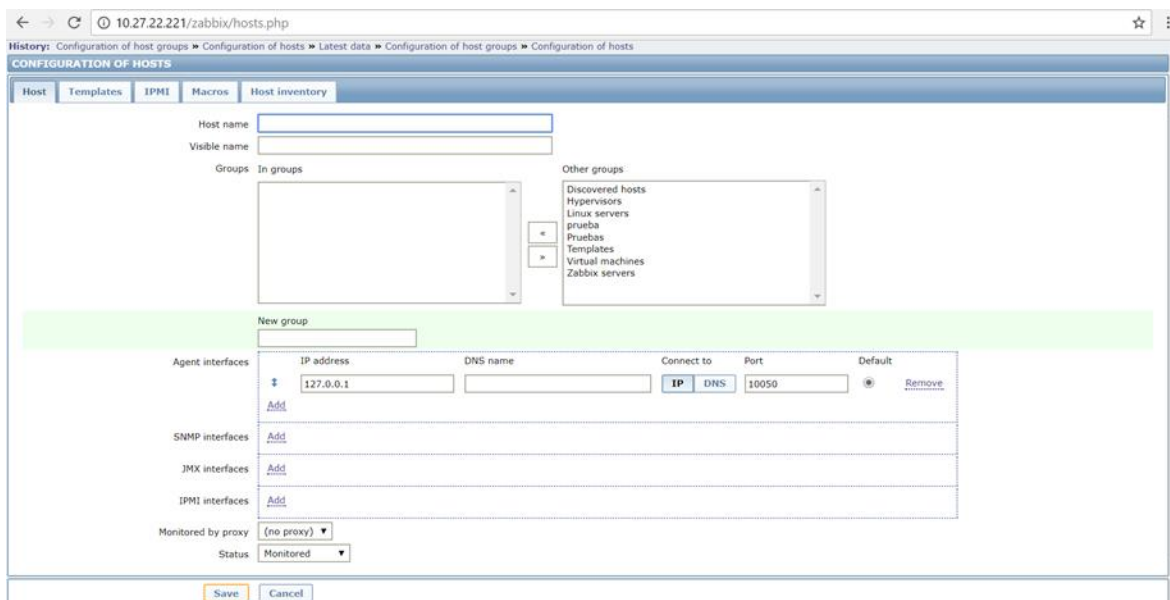 10.27.22.221/zabbix/hosts.php
History: Configuration of host groups » Configuration of hosts » Latest data » Configuration of host groups » Configuration of hosts
CONFIGURATION OF HOSTS
Host Templates IPMI Macros Host inventory
Host name
Visible name
Groups In groups Other groups
Discovered hosts
Hypervisors
Linux servers
prueba
« Pruebas
Templates
» Virtual machines
Zabbix servers
New group
Agent interfaces IP address DNS name Connect to Port Default
127.0.0.1 IP DNS 10050 Remove
Add
SNMP interfaces Add
JMX interfaces Add
IPMI interfaces Add
Monitored by proxy (no proxy)
Status Monitored
Save Cancel